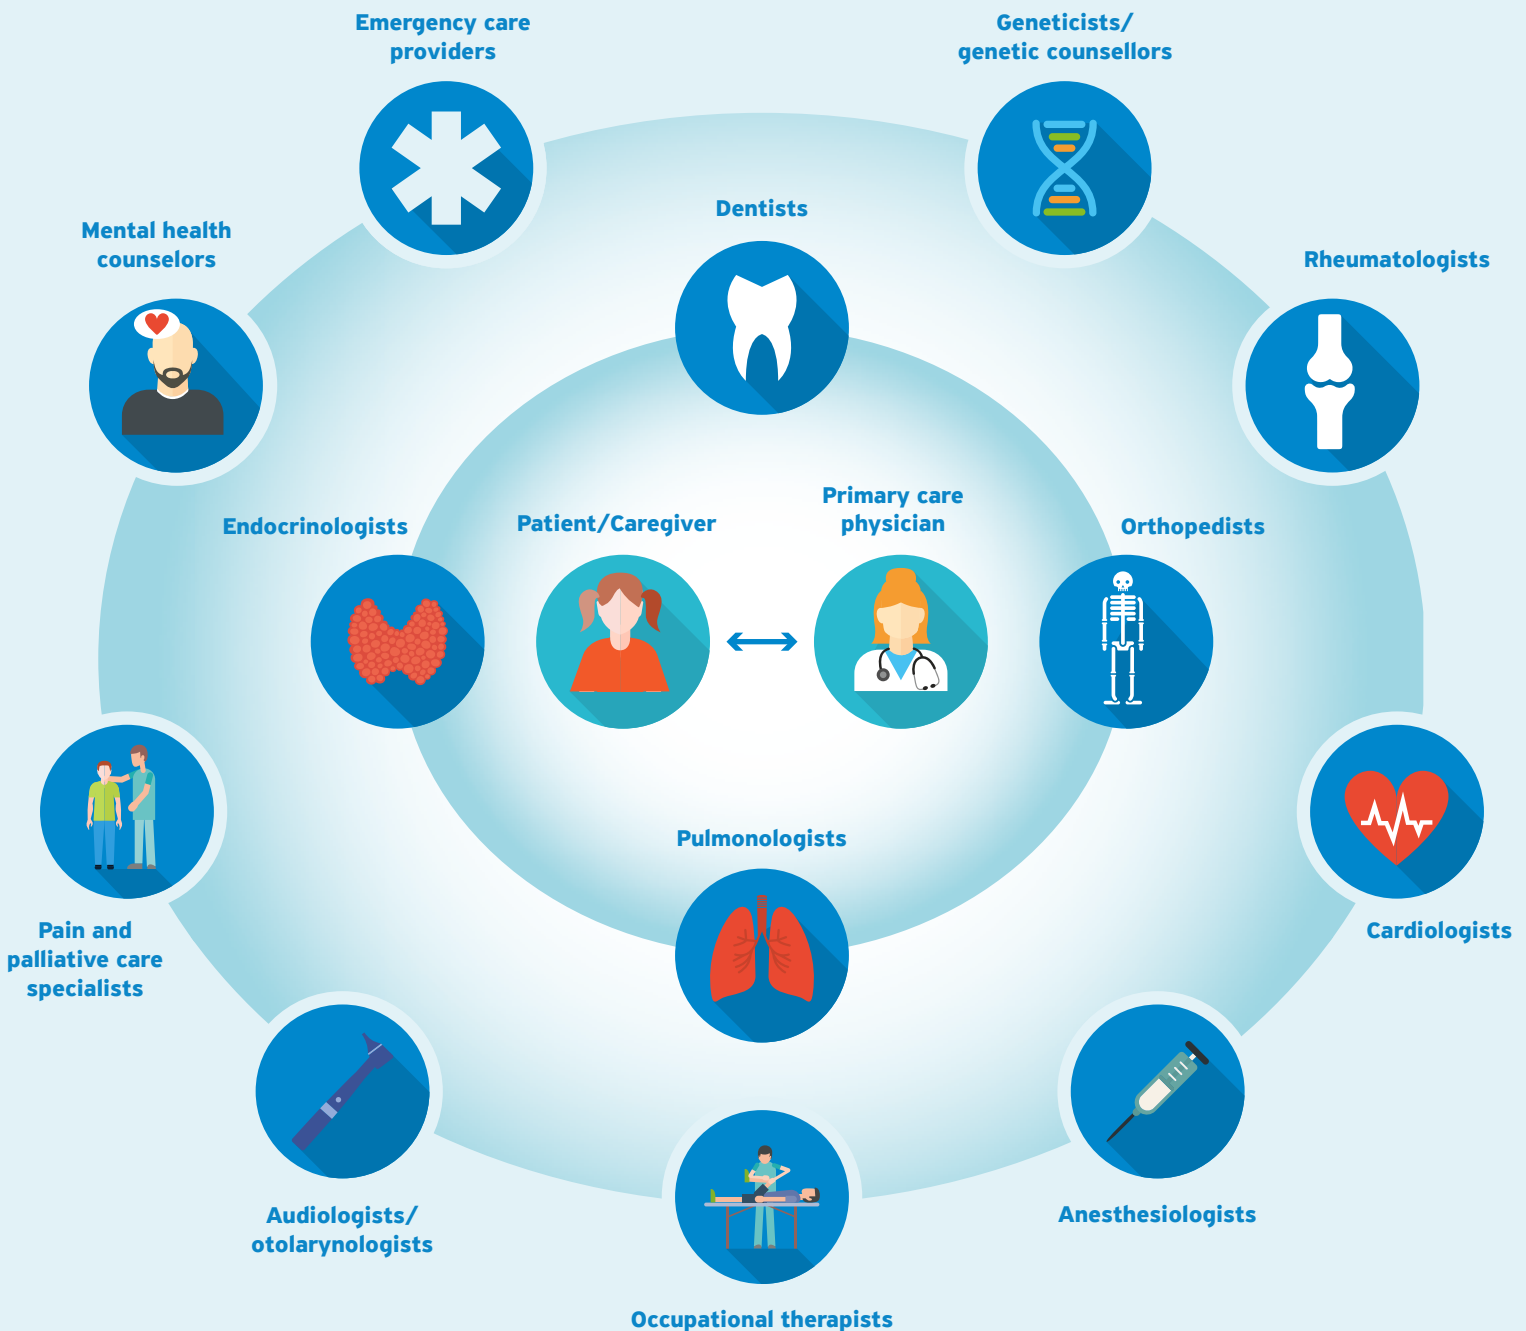 Emergency care
providers
Geneticists/
genetic counsellors
Dentists
Mental health
counselors
Rheumatologists
Endocrinologists
Patient/Caregiver
Primary care
physician
Orthopedists
Pulmonologists
Pain and
palliative care
specialists
Cardiologists
Audiologists/
otolarynologists
Anesthesiologists
Occupational therapists